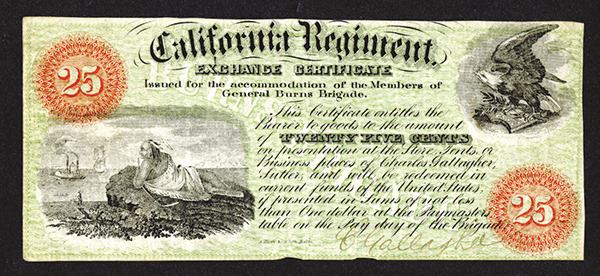 California Regiment.
EXCHANGE CERTIFICATE
Issued for the accommodation of the Members of
General Burns Brigade.
25
This Certificate entitles the
Bearer to goods to the amount
of TWENTY FIVE CENTS
on presentation at the Store, Tents, or
Business places of Charles Gallagher,
Sutler, and will be redeemed in
current funds of the United States,
if presented in Sums of not less
than One dollar at the Paymasters
table on the Pay day of the Brigade
25
C Gallagher